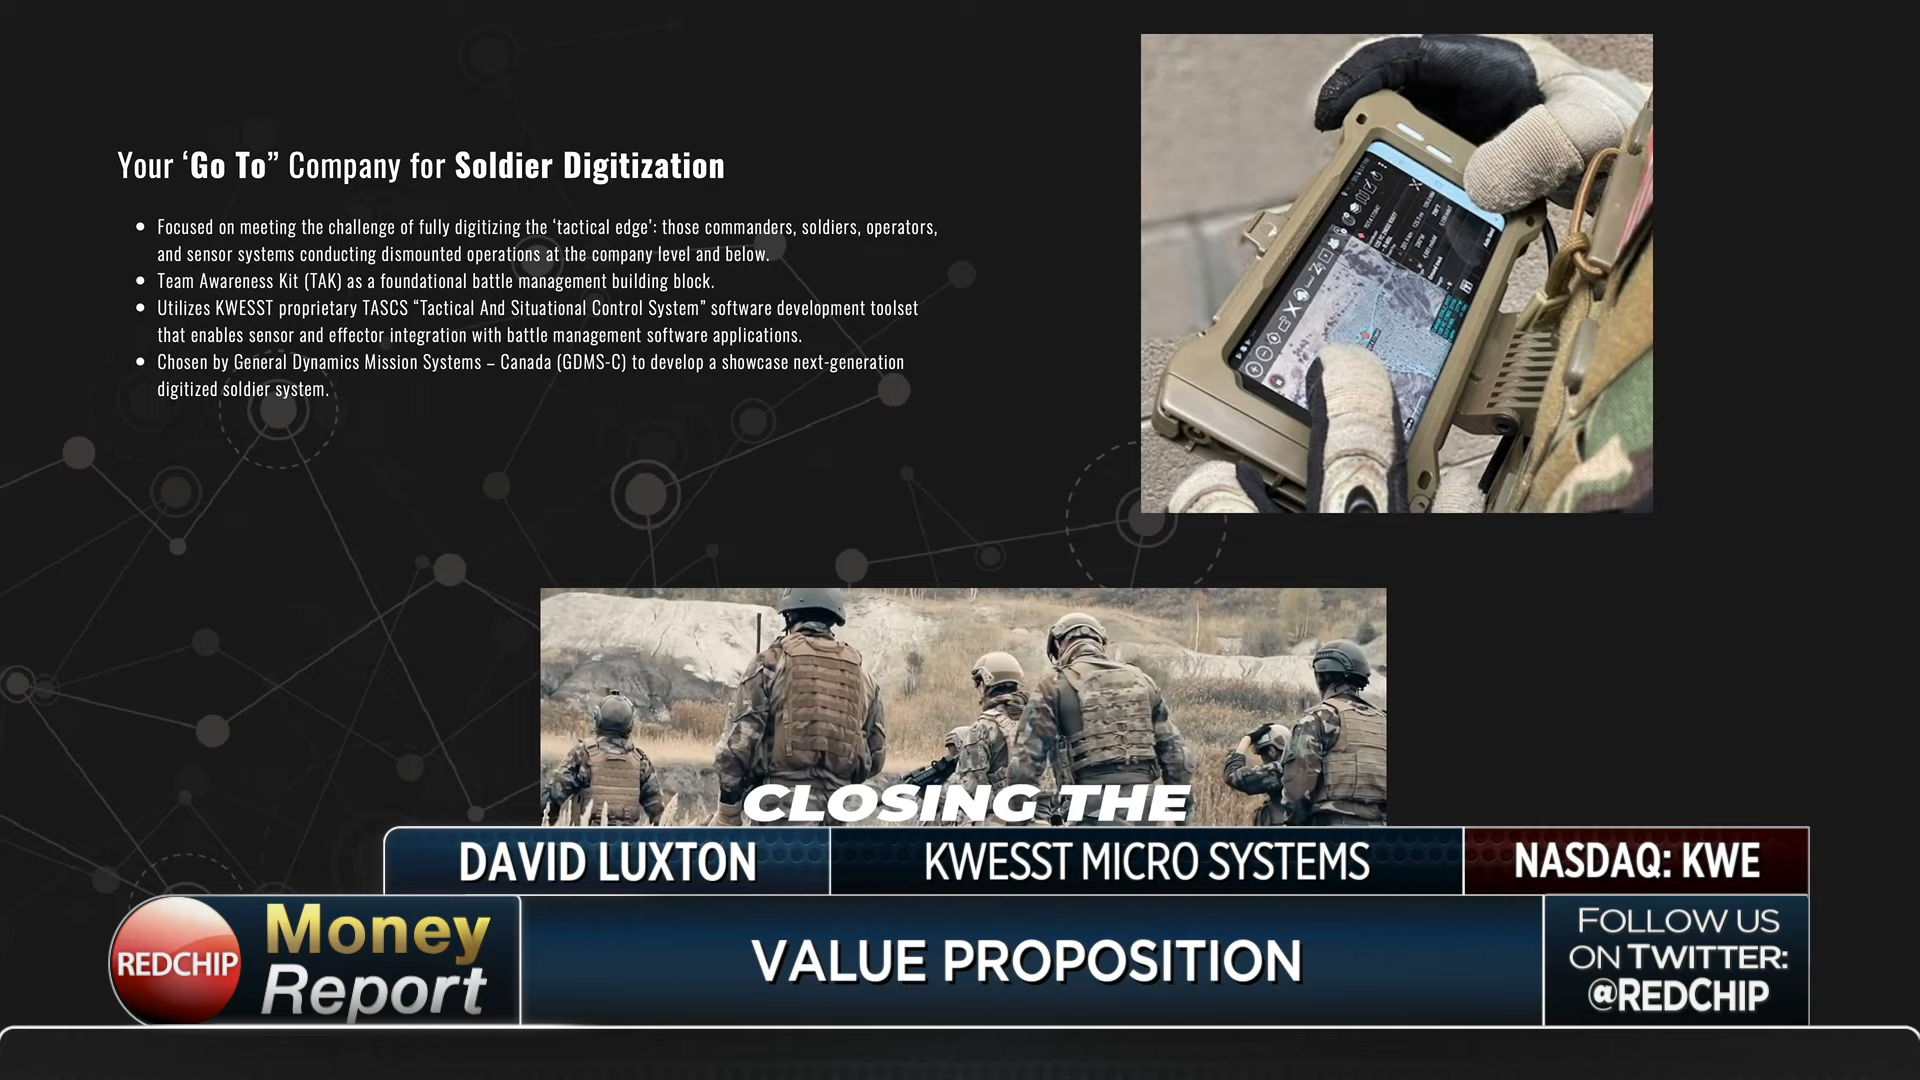 Your ‘Go To” Company for Soldier Digitization
Focused on meeting the challenge of fully digitizing the ‘tactical edge’: those commanders, soldiers, operators,
and sensor systems conducting dismounted operations at the company level and below.
Team Awareness Kit (TAK) as a foundational battle management building block.
Utilizes KWESST proprietary TASCS “Tactical And Situational Control System” software development toolset
that enables sensor and effector integration with battle management software applications.
Chosen by General Dynamics Mission Systems – Canada (GDMS-C) to develop a showcase next-generation
digitized soldier system.
CLOSING THE
DAVID LUXTON
KWESST MICRO SYSTEMS
NASDAQ: KWE
REDCHIP
Money
Report
VALUE PROPOSITION
FOLLOW US
ON TWITTER:
@REDCHIP